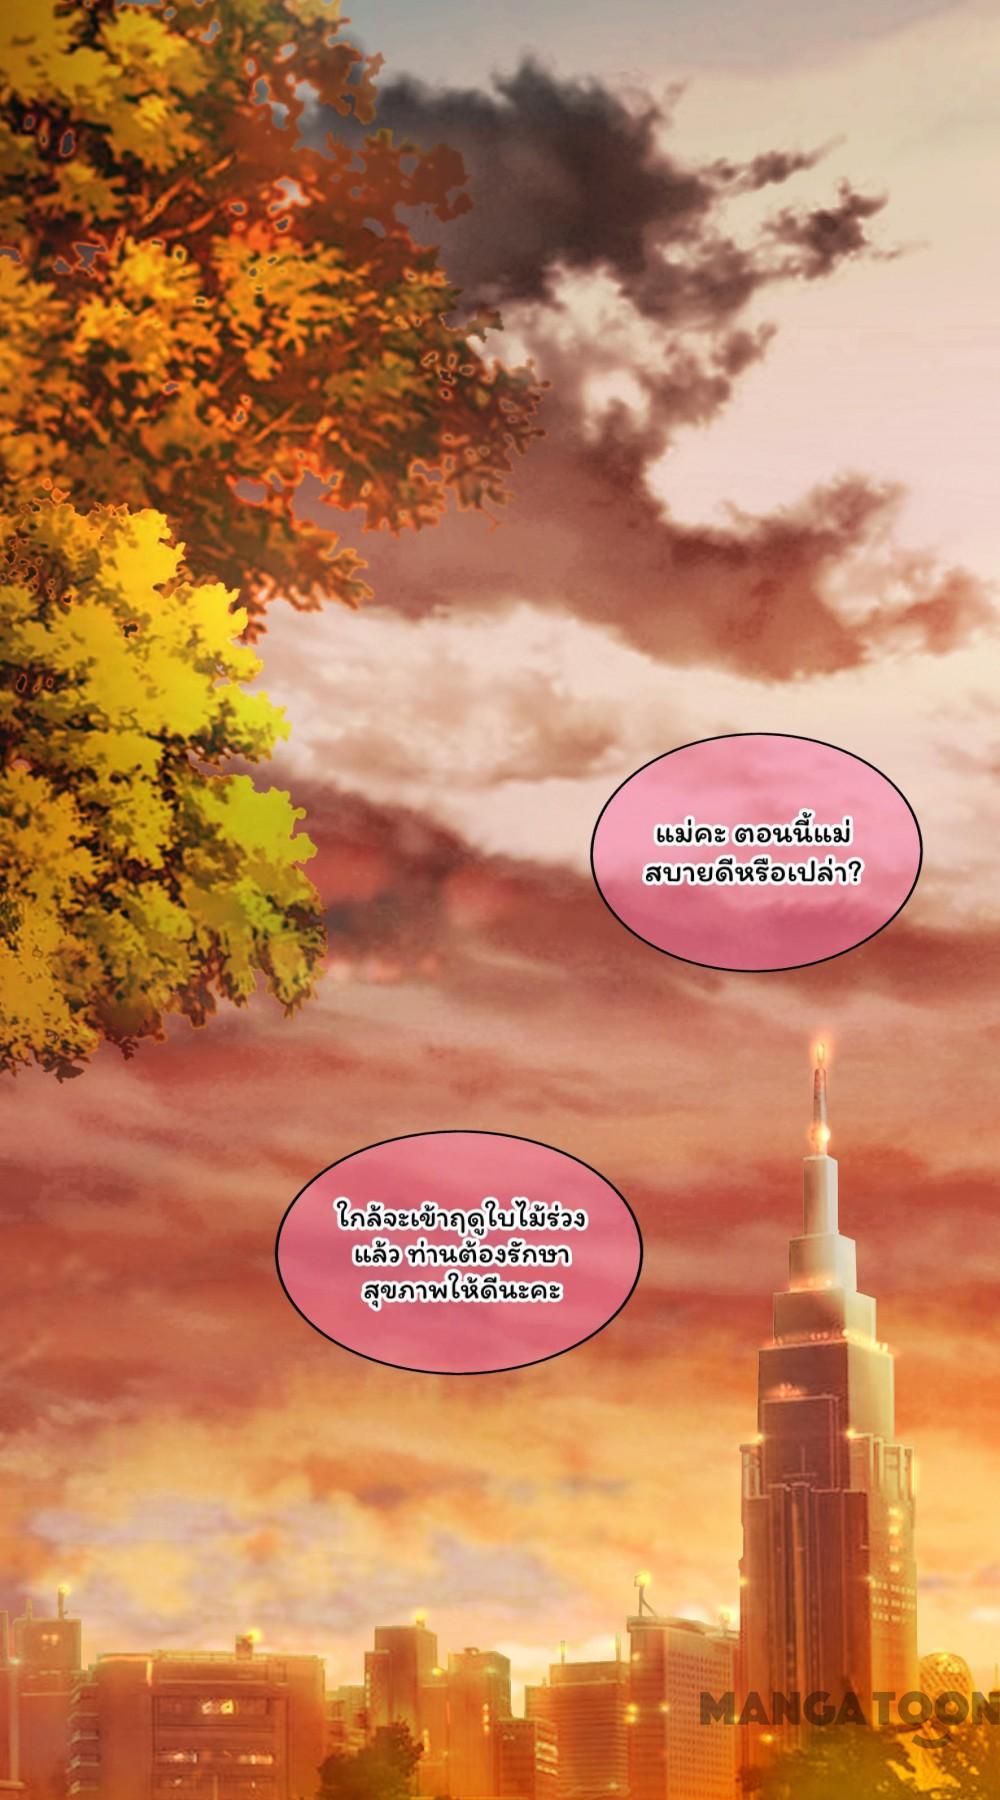 แม่คะ ตอนนี้แม่
สบายดีหรือเปล่า?
ใกล้จะเข้าฤดูใบไม้ร่วง
แล้ว ท่านต้องรักษา
สุขภาพให้ดีนะคะ
MANGATOON